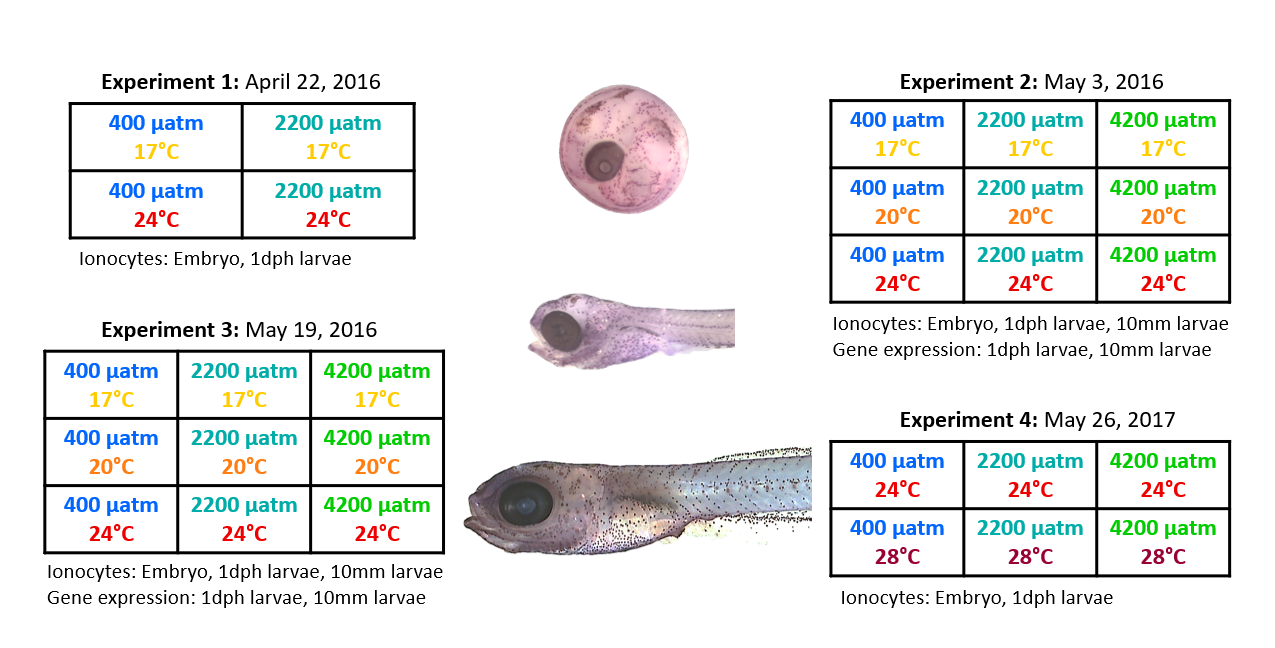 Experiment 1: April 22, 2016
400 µatm 2200 µatm
17°C 17°C
400 µatm 2200 µatm
24°C 24°C
Ionocytes: Embryo, 1dph larvae
Experiment 2: May 3, 2016
400 µatm 2200 µatm 4200 µatm
17°C 17°C 17°C
400 µatm 2200 µatm 4200 µatm
20°C 20°C 20°C
400 µatm 2200 µatm 4200 µatm
24°C 24°C 24°C
Ionocytes: Embryo, 1dph larvae, 10mm larvae
Gene expression: 1dph larvae, 10mm larvae
Experiment 3: May 19, 2016
400 µatm 2200 µatm 4200 µatm
17°C 17°C 17°C
400 µatm 2200 µatm 4200 µatm
20°C 20°C 20°C
400 µatm 2200 µatm 4200 µatm
24°C 24°C 24°C
Ionocytes: Embryo, 1dph larvae, 10mm larvae
Gene expression: 1dph larvae, 10mm larvae
Experiment 4: May 26, 2017
400 µatm 2200 µatm 4200 µatm
24°C 24°C 24°C
400 µatm 2200 µatm 4200 µatm
28°C 28°C 28°C
Ionocytes: Embryo, 1dph larvae